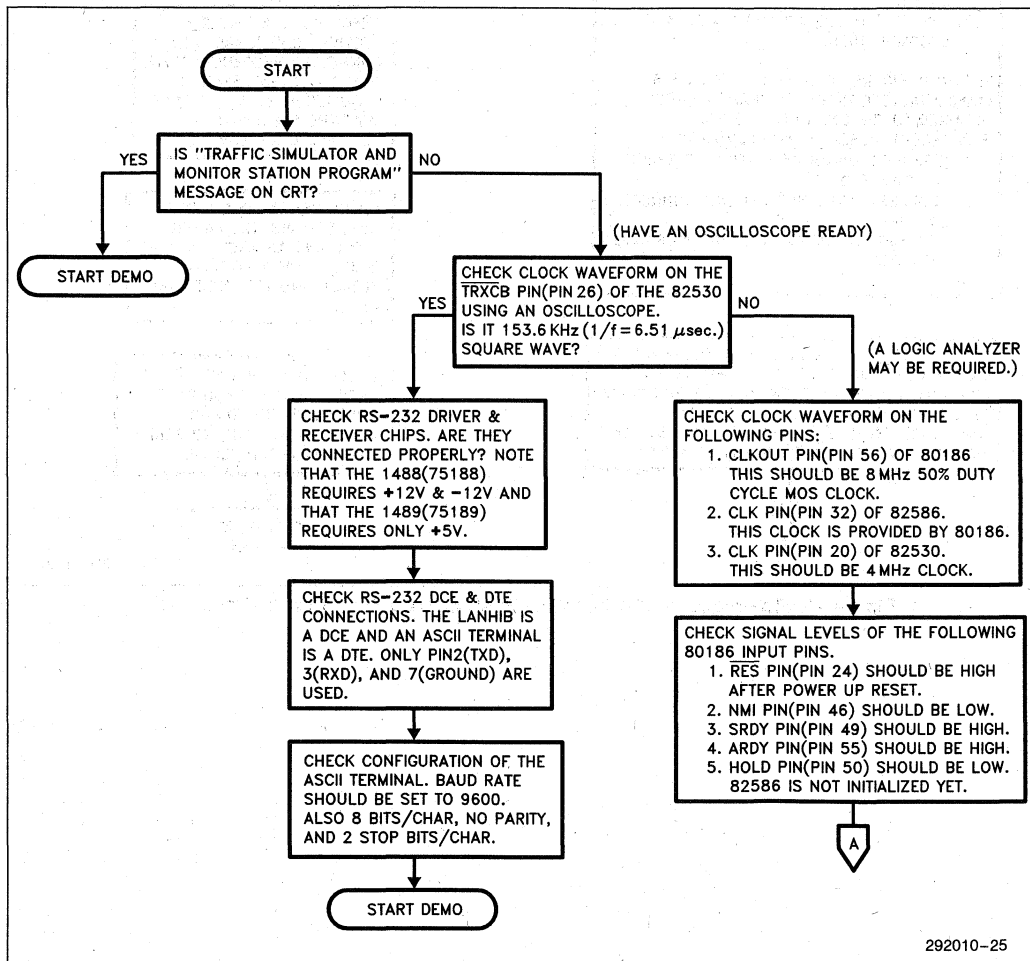 START
YES
IS "TRAFFIC SIMULATOR AND
MONITOR STATION PROGRAM"
MESSAGE ON CRT?
NO
START DEMO
(HAVE AN OSCILLOSCOPE READY)
YES
CHECK CLOCK WAVEFORM ON THE
TRXCB PIN(PIN 26) OF THE 82530
USING AN OSCILLOSCOPE.
IS IT 153.6 KHz (1/f=6.51 μsec.)
SQUARE WAVE?
NO
(A LOGIC ANALYZER
MAY BE REQUIRED.)
CHECK RS-232 DRIVER &
RECEIVER CHIPS. ARE THEY
CONNECTED PROPERLY? NOTE
THAT THE 1488(75188)
REQUIRES +12V & -12V AND
THAT THE 1489(75189)
REQUIRES ONLY +5V.
CHECK RS-232 DCE & DTE
CONNECTIONS. THE LANHIB IS
A DCE AND AN ASCII TERMINAL
IS A DTE. ONLY PIN2(TXD),
3(RXD), AND 7(GROUND) ARE
USED.
CHECK CONFIGURATION OF THE
ASCII TERMINAL. BAUD RATE
SHOULD BE SET TO 9600.
ALSO 8 BITS/CHAR, NO PARITY,
AND 2 STOP BITS/CHAR.
START DEMO
CHECK CLOCK WAVEFORM ON THE
FOLLOWING PINS:
1. CLKOUT PIN(PIN 56) OF 80186
THIS SHOULD BE 8 MHz 50% DUTY
CYCLE MOS CLOCK.
2. CLK PIN(PIN 32) OF 82586.
THIS CLOCK IS PROVIDED BY 80186.
3. CLK PIN(PIN 20) OF 82530.
THIS SHOULD BE 4 MHz CLOCK.
CHECK SIGNAL LEVELS OF THE FOLLOWING
80186 INPUT PINS.
1. RES PIN(PIN 24) SHOULD BE HIGH
AFTER POWER UP RESET.
2. NMI PIN(PIN 46) SHOULD BE LOW.
3. SRDY PIN(PIN 49) SHOULD BE HIGH.
4. ARDY PIN(PIN 55) SHOULD BE HIGH.
5. HOLD PIN(PIN 50) SHOULD BE LOW.
82586 IS NOT INITIALIZED YET.
A
292010-25